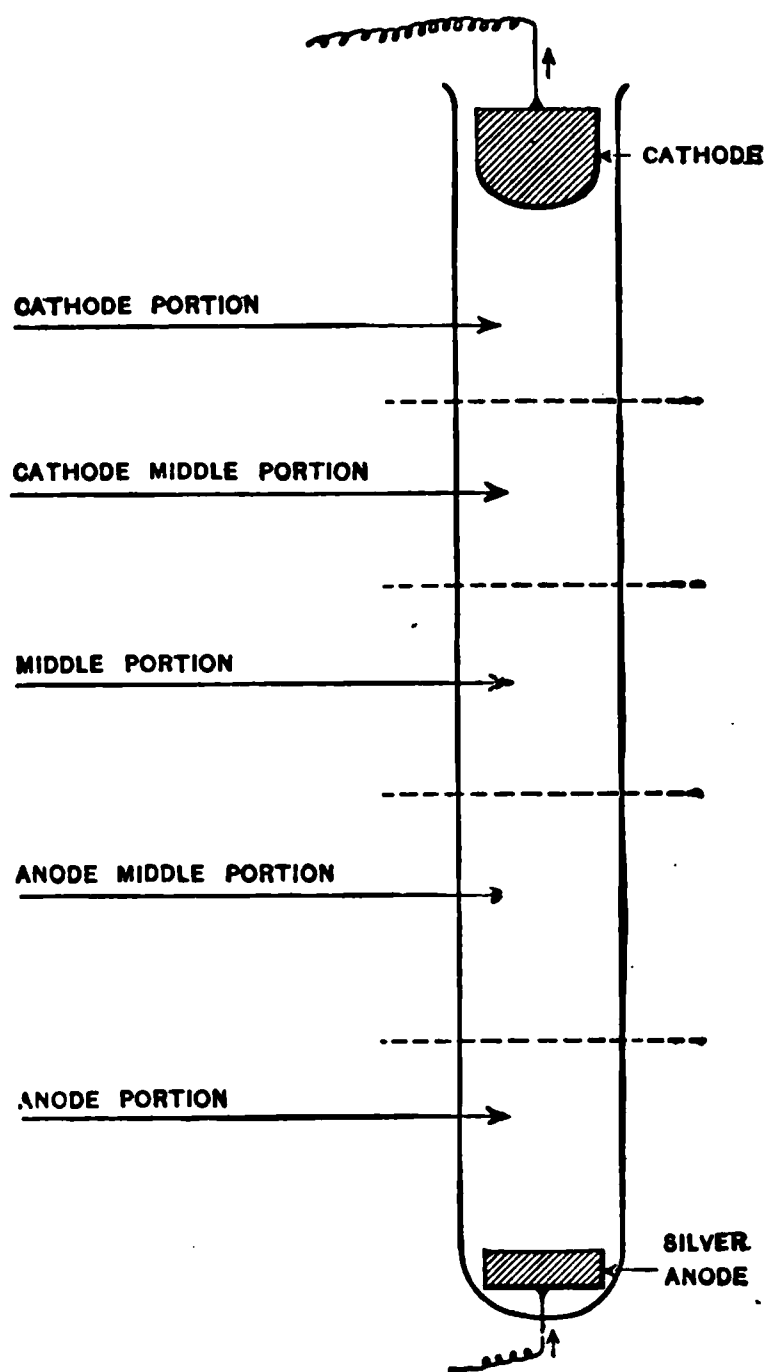 CATHODE
CATHODE PORTION
CATHODE MIDDLE PORTION
MIDDLE PORTION
ANODE MIDDLE PORTION
ANODE PORTION
SILVER
ANODE